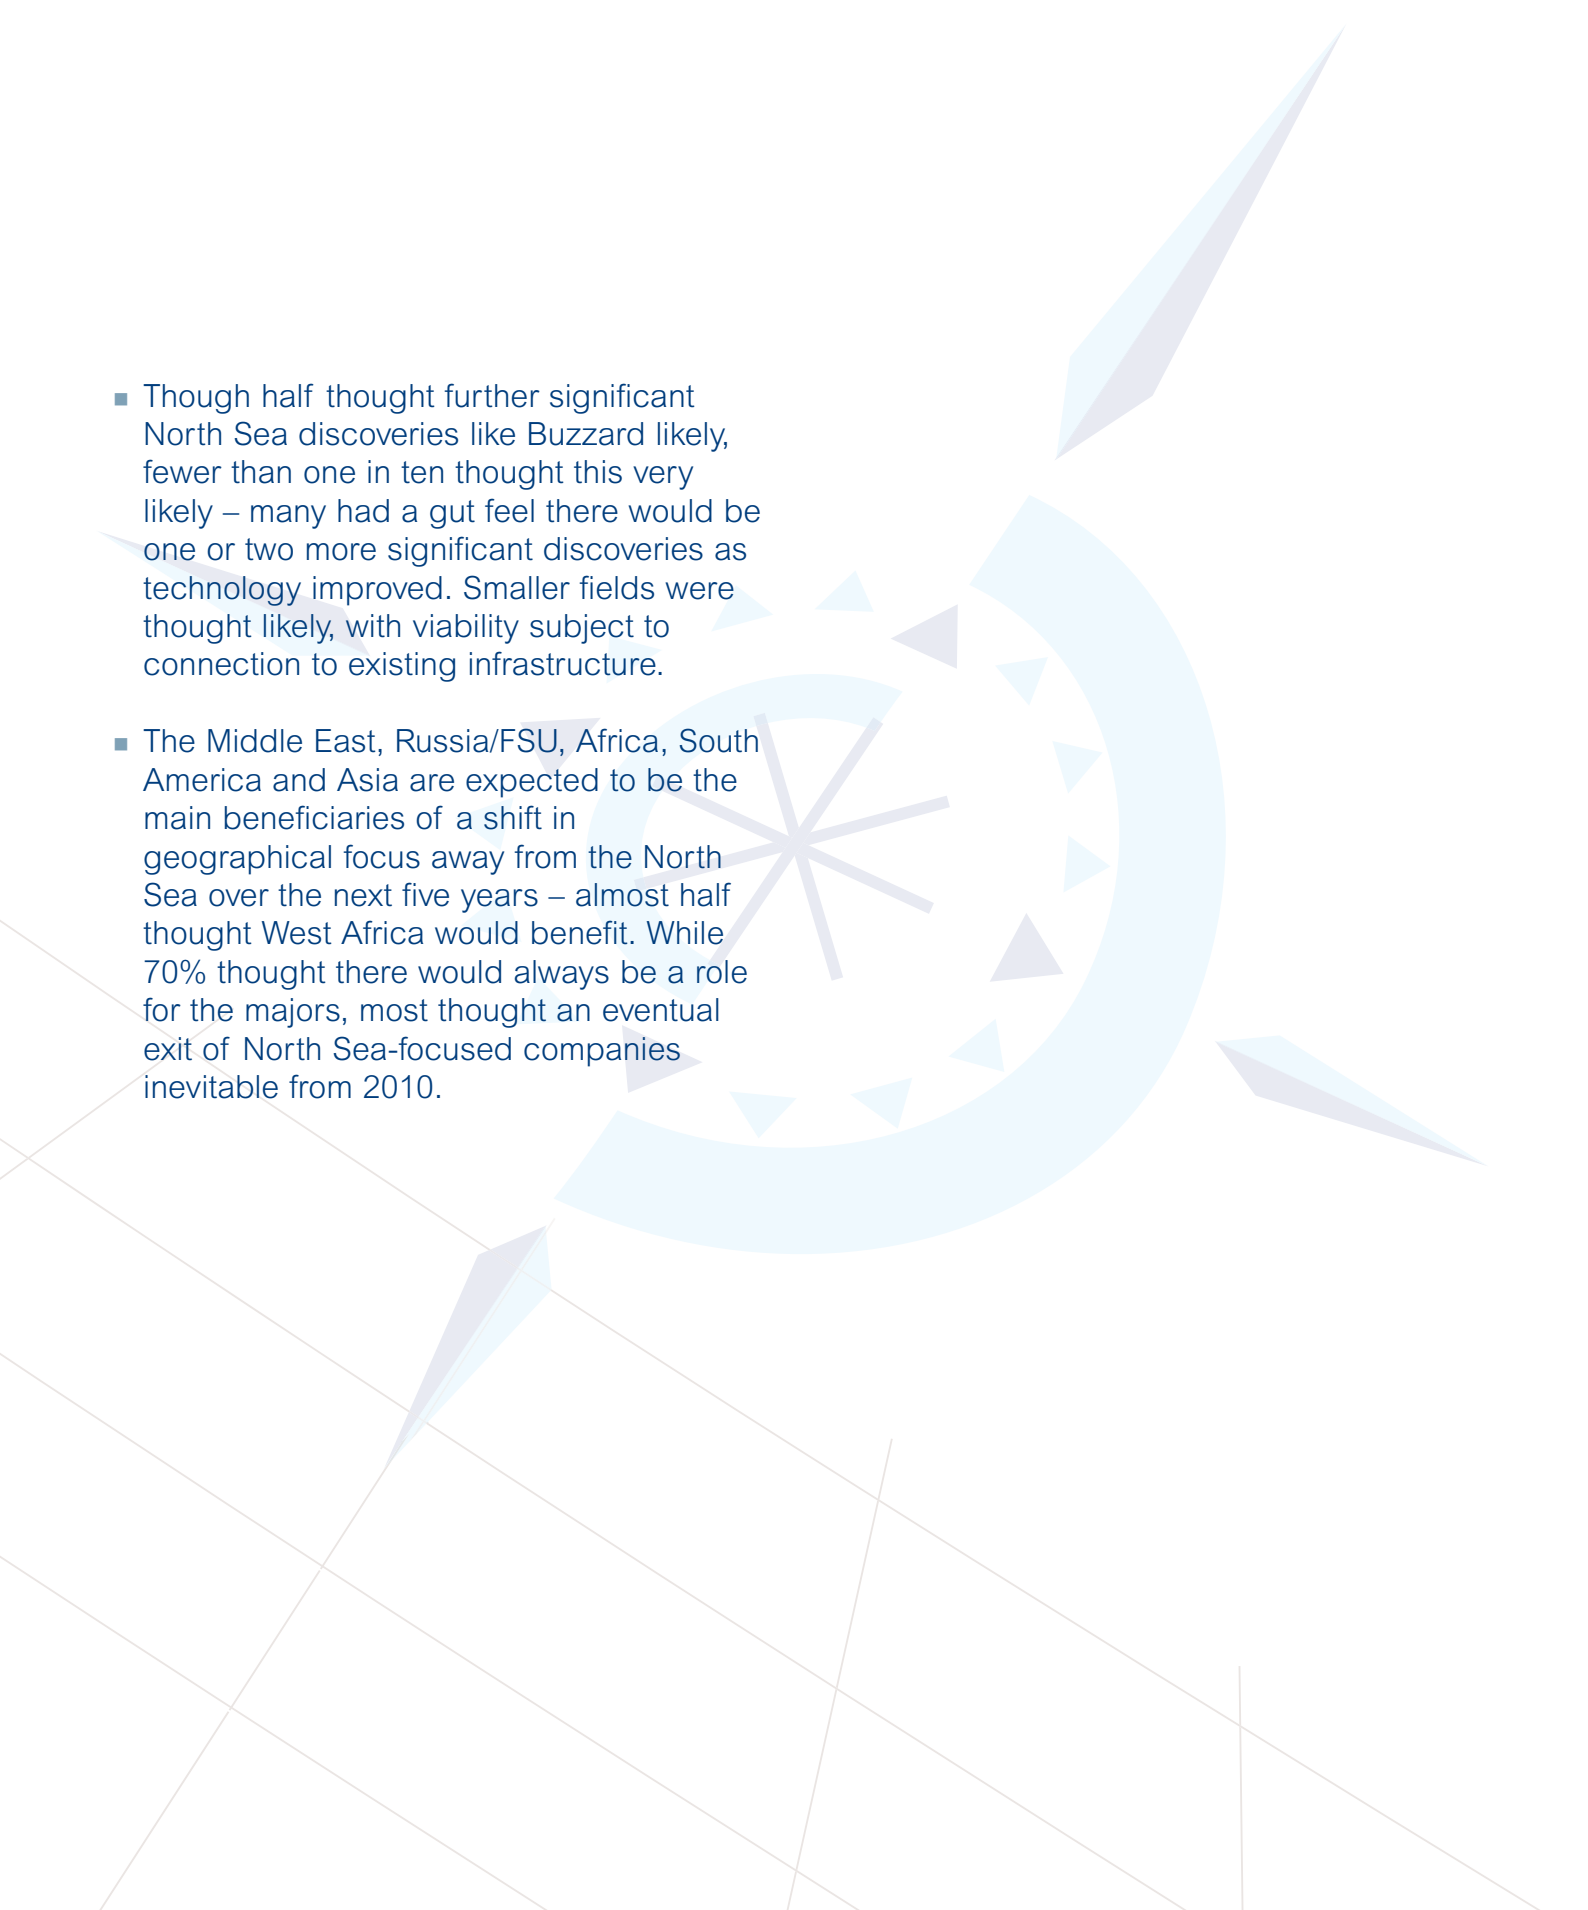 ▪ Though half thought further significant
North Sea discoveries like Buzzard likely,
fewer than one in ten thought this very
likely – many had a gut feel there would be
one or two more significant discoveries as
technology improved. Smaller fields were
thought likely, with viability subject to
connection to existing infrastructure.
▪ The Middle East, Russia/FSU, Africa, South
America and Asia are expected to be the
main beneficiaries of a shift in
geographical focus away from the North
Sea over the next five years – almost half
thought West Africa would benefit. While
70% thought there would always be a role
for the majors, most thought an eventual
exit of North Sea-focused companies
inevitable from 2010.